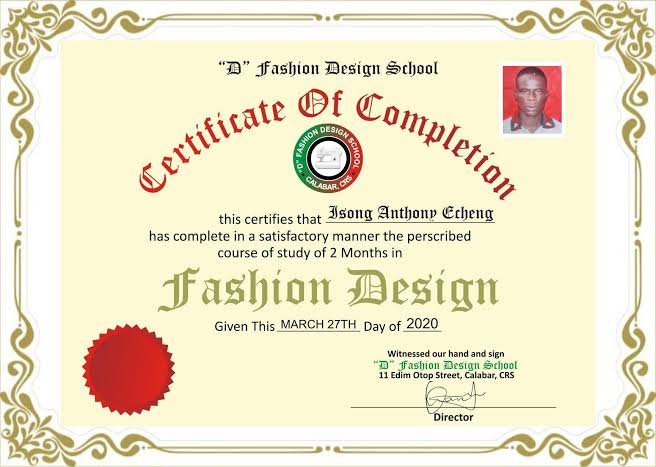 “D” Fashion Design School
Certificate Of Completion
"D" FASHION DESIGN SCHOOL
CALABAR, CRS
this certifies that Isong Anthony Echeng
has complete in a satisfactory manner the perscribed
course of study of 2 Months in
Fashion Design
Given This MARCH 27TH Day of 2020
Witnessed our hand and sign
“D” Fashion Design School
11 Edim Otop Street, Calabar, CRS
Director